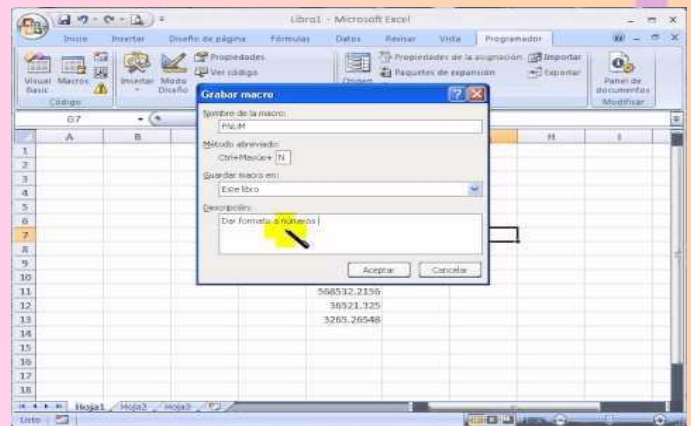 Libro1 - Microsoft Excel
Inicio Insertar Diseño de página Fórmulas Datos Revisar Vista Programador
Visual Basic Macros Insertar Modo Diseño
Propiedades
Ver código
Propiedades de la asignación Importar
Paquetes de expansión Exportar
Panel de documentos
Código Modificar
G7
A B H I
Grabar macro
Nombre de la macro:
FNUM
Método abreviado:
Ctrl+Mayús+ N
Guardar macro en:
Este libro
Descripción:
Dar formato a números
Aceptar Cancelar
1
2
3
4
5
6
7
8
9
10
11 568532.2156
12 36521.325
13 3265.26548
14
15
16
17
18
Hoja1 Hoja2 Hoja3
Listo